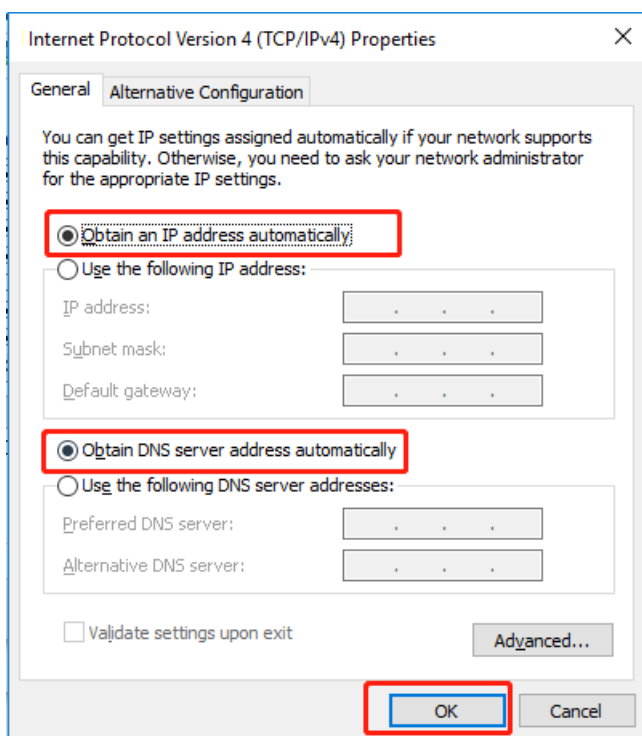 Internet Protocol Version 4 (TCP/IPv4) Properties
General
Alternative Configuration
You can get IP settings assigned automatically if your network supports
this capability. Otherwise, you need to ask your network administrator
for the appropriate IP settings.
Obtain an IP address automatically
Use the following IP address:
IP address:
Subnet mask:
Default gateway:
Obtain DNS server address automatically
Use the following DNS server addresses:
Preferred DNS server:
Alternative DNS server:
Validate settings upon exit
Advanced...
OK
Cancel